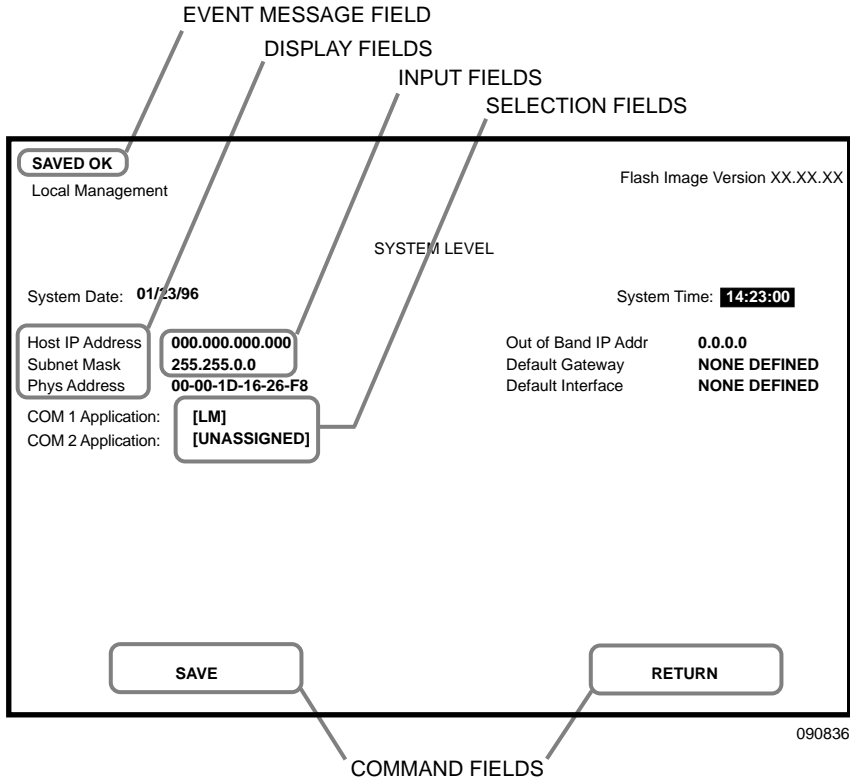 EVENT MESSAGE FIELD
DISPLAY FIELDS
INPUT FIELDS
SELECTION FIELDS
SAVED OK
Flash Image Version XX.XX.XX
Local Management
SYSTEM LEVEL
System Date: 01/23/96 System Time: 14:23:00
Host IP Address 000.000.000.000 Out of Band IP Addr 0.0.0.0
Subnet Mask 255.255.0.0 Default Gateway NONE DEFINED
Phys Address 00-00-1D-16-26-F8 Default Interface NONE DEFINED
COM 1 Application: [LM]
COM 2 Application: [UNASSIGNED]
SAVE RETURN
090836
COMMAND FIELDS